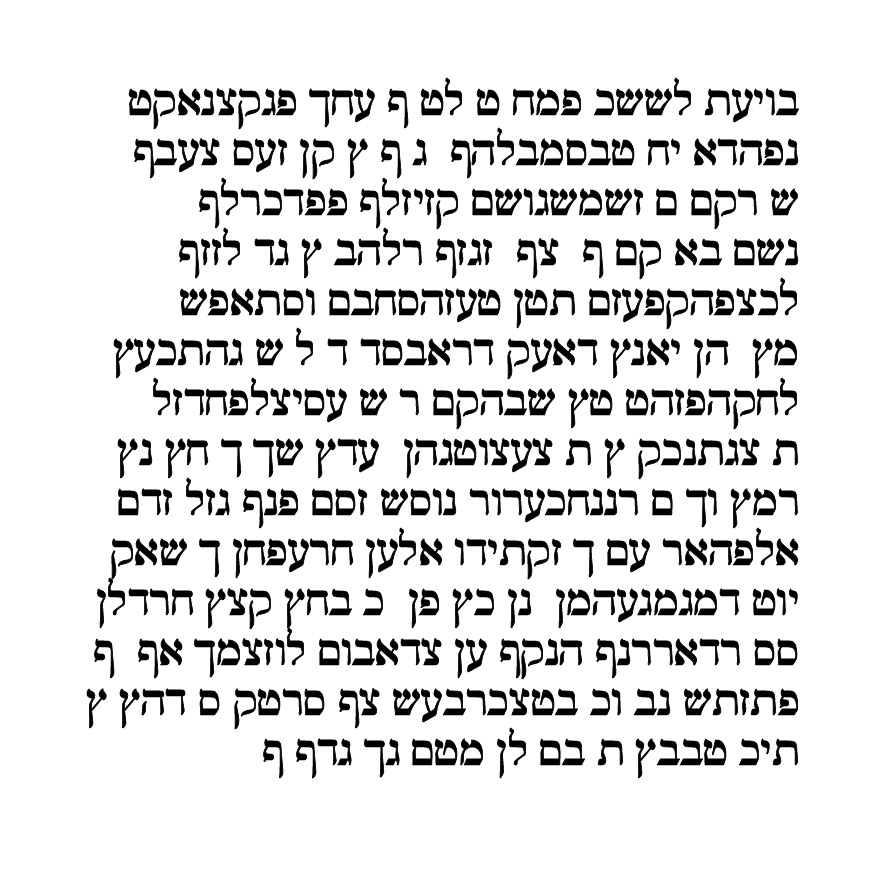 בויעת לששכ פמח ט לט ף עחך פגקצנאקט
נפהדא יח טבסמבלהף  ג ף ץ קן זעס צעבף
ש רקם ם זשמשגושם קזיזלף פפדכרלף
נשם בא קם ף  צף  זגזף רלהב ץ גד לזזף
לכצפהקפעזם תטן טעזהסחבם וסתאפש
מץ  הן יאנץ דאעק דראבסד ד ל ש גהתכעץ
לחקהפזהט טץ שבהקם ר ש עסיצלפחדזל
ת צגתנבק ץ ת צעצוטגהן  עדץ שך ך חץ נץ
רמץ וך ם רננחכערור נוסש זסם פנף גזל זדם
אלפהאר עם ך זקתידו אלען חרעפחן ך שאק
יוט דמגמגעהמן  נן כץ פן  כ בחץ קצץ חרדלן
סס רדאררנף הנקף ען צדאבום לוזצמך אף  ף
פתזתש נב וכ בטצכרבעש צף סרטק ס דהץ ץ
תיכ טבבץ ת בם לן מטם גך גדף ף